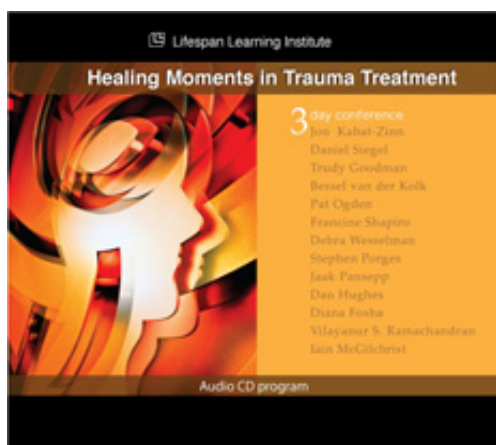 Lifespan Learning Institute
Healing Moments in Trauma Treatment
3 day conference
Jon Kabat-Zinn
Daniel Siegel
Trudy Goodman
Bessel van der Kolk
Pat Ogden
Francine Shapiro
Debra Wesselman
Stephen Porges
Jaak Pansepp
Dan Hughes
Diana Fosha
Vilayanur S. Ramachandran
Iain McGilchrist
Audio CD program